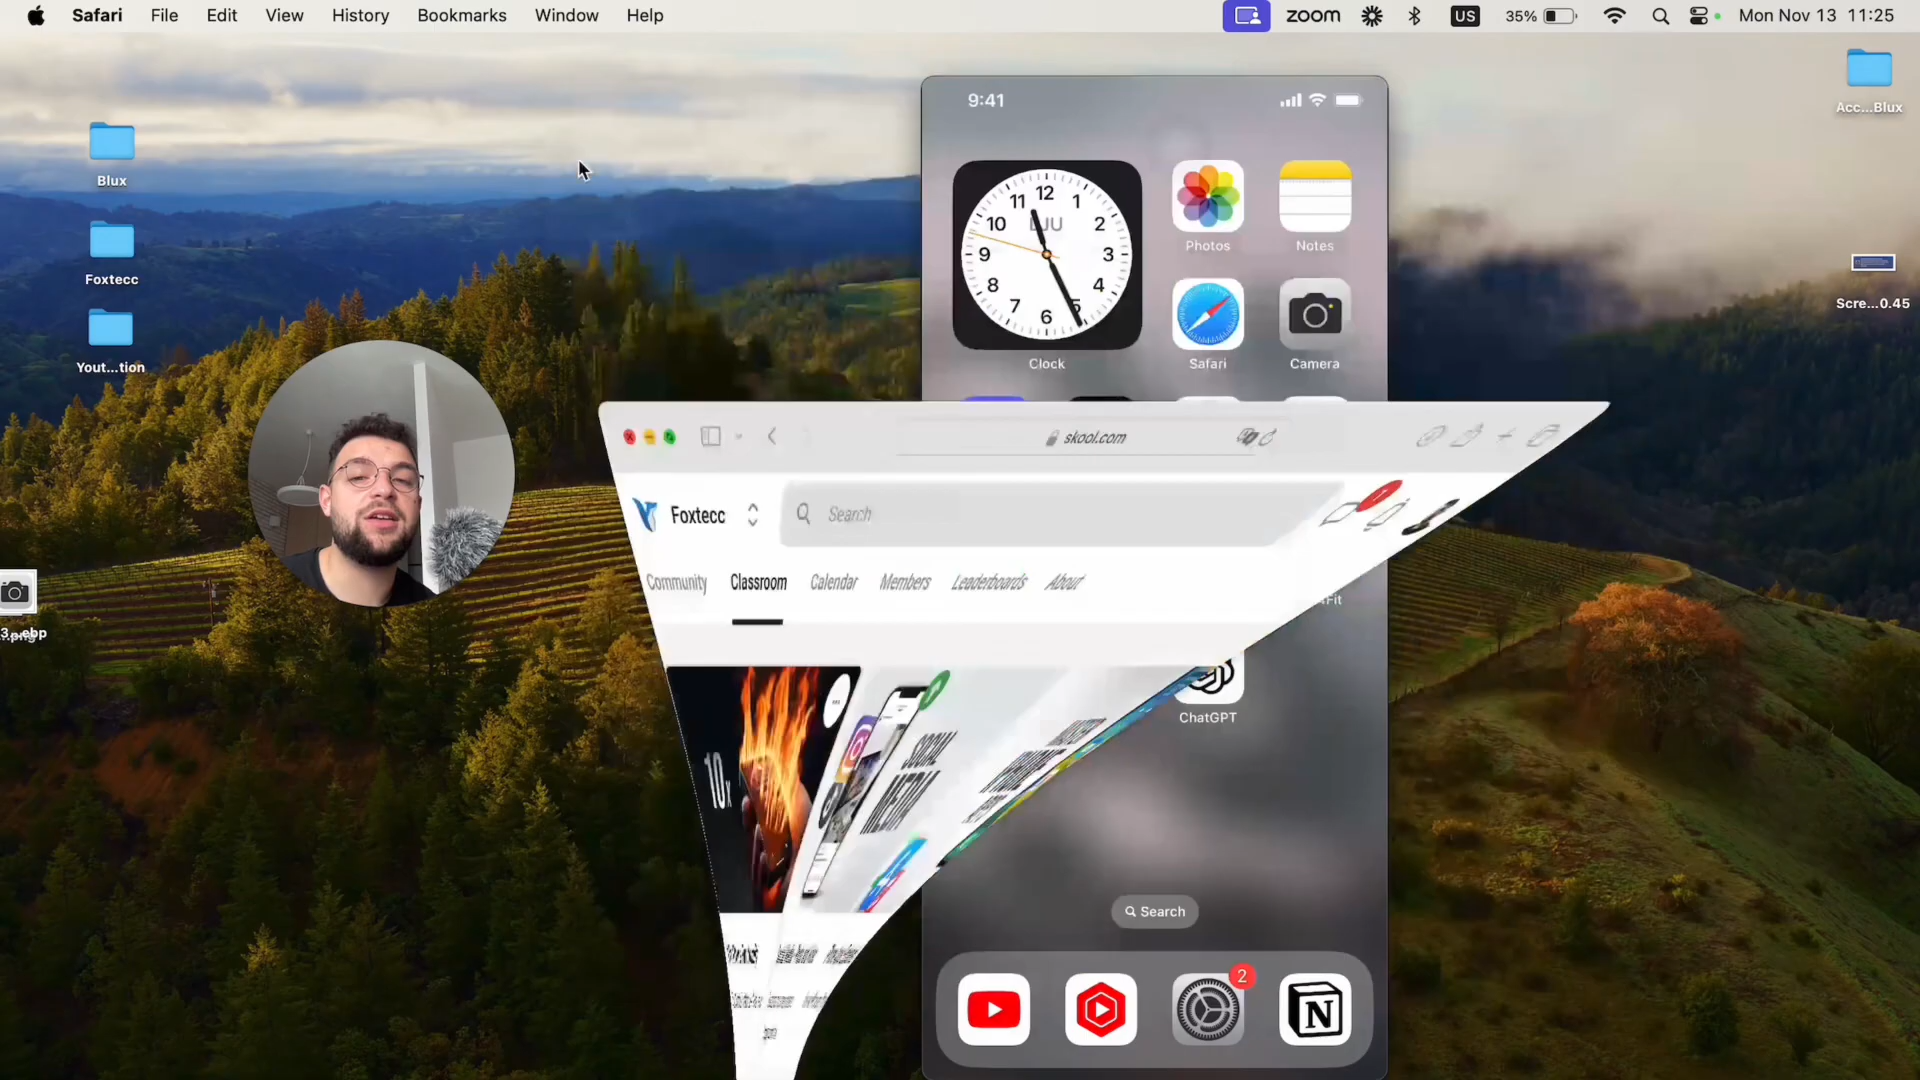 Safari File Edit View History Bookmarks Window Help
zoom US 35% Mon Nov 13 11:25
Blux
Foxtecc
Yout...tion
Acc...Blux
Scre...0.45
9:41
12
11 1
10 2
9 3
8 4
7 5
6
Clock
Photos
Notes
Safari
Camera
skool.com
Foxtecc
Search
Community Classroom Calendar Members Leaderboards About
10x
SOCIAL
MEDIA
ChatGPT
Search
2
N